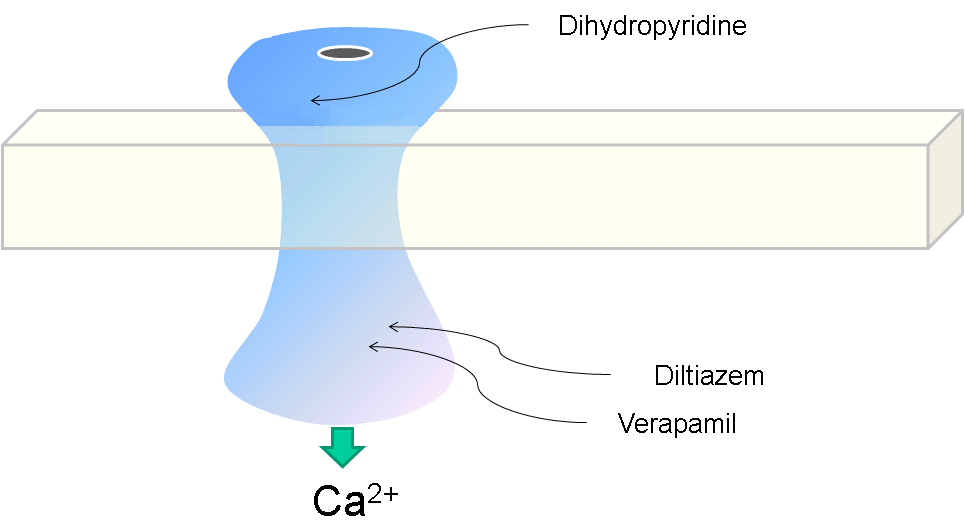 Dihydropyridine
Diltiazem
Verapamil
Ca²⁺